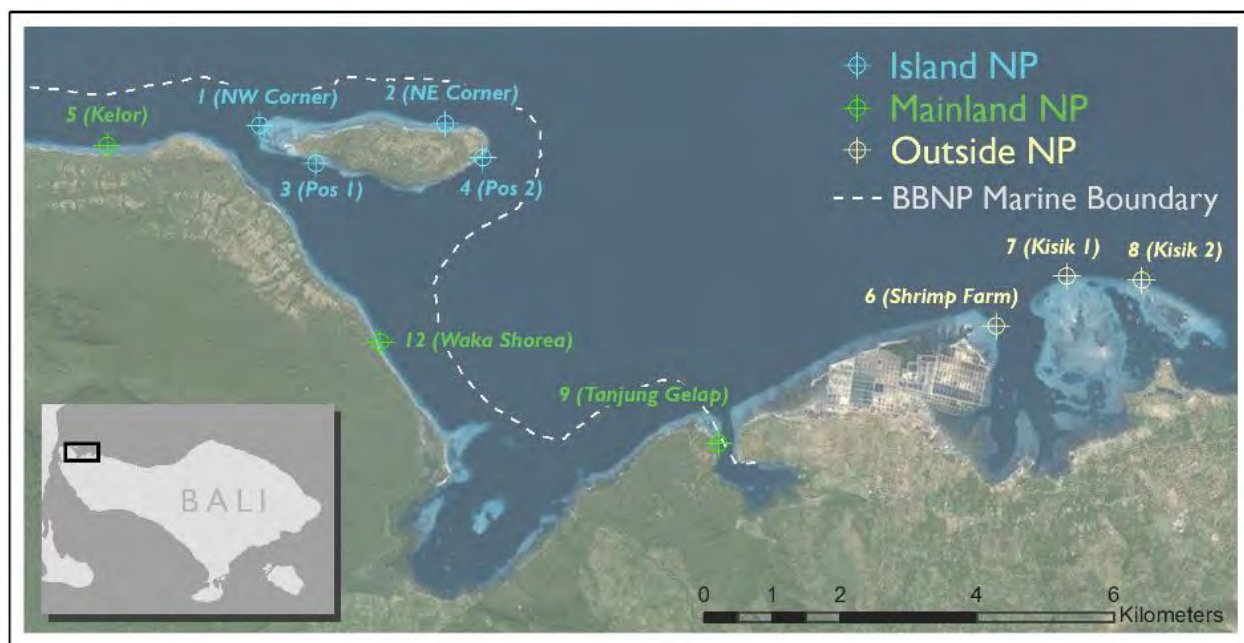 Island NP
Mainland NP
Outside NP
BBNP Marine Boundary
1 (NW Corner)
2 (NE Corner)
5 (Kelor)
3 (Pos 1)
4 (Pos 2)
7 (Kisik 1)
8 (Kisik 2)
6 (Shrimp Farm)
12 (Waka Shorea)
9 (Tanjung Gelap)
BALI
0 1 2 4 6
Kilometers